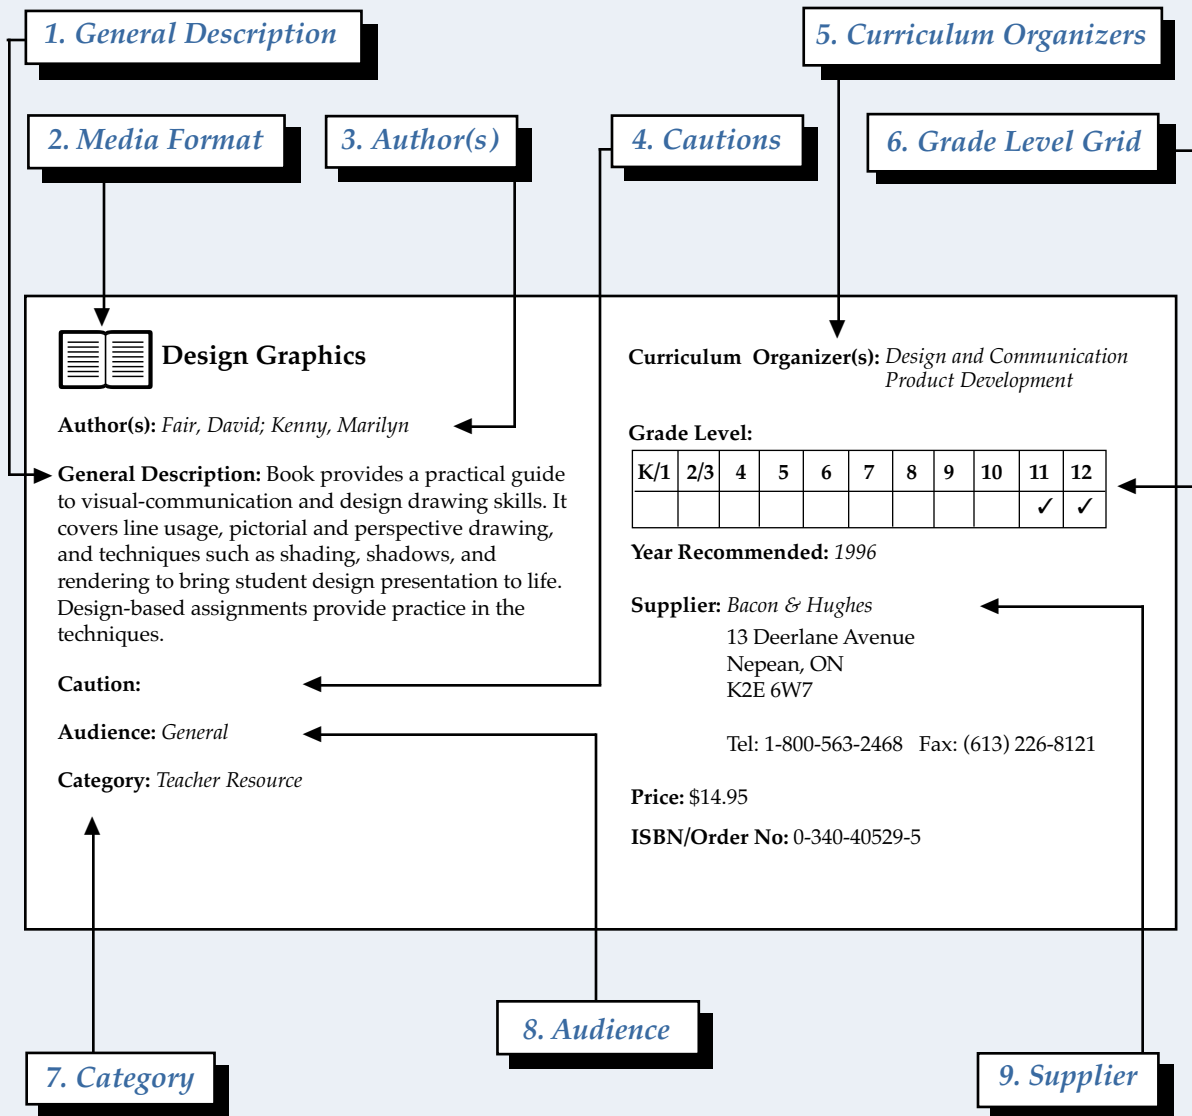 1. General Description
5. Curriculum Organizers
2. Media Format
3. Author(s)
4. Cautions
6. Grade Level Grid
Design Graphics
Author(s): Fair, David; Kenny, Marilyn
General Description: Book provides a practical guide
to visual-communication and design drawing skills. It
covers line usage, pictorial and perspective drawing,
and techniques such as shading, shadows, and
rendering to bring student design presentation to life.
Design-based assignments provide practice in the
techniques.
Caution:
Audience: General
Category: Teacher Resource
Curriculum Organizer(s): Design and Communication
Product Development
Grade Level:
K/1 2/3 4 5 6 7 8 9 10 11 12
✓ ✓
Year Recommended: 1996
Supplier: Bacon & Hughes
13 Deerlane Avenue
Nepean, ON
K2E 6W7
Tel: 1-800-563-2468 Fax: (613) 226-8121
Price: $14.95
ISBN/Order No: 0-340-40529-5
8. Audience
7. Category
9. Supplier